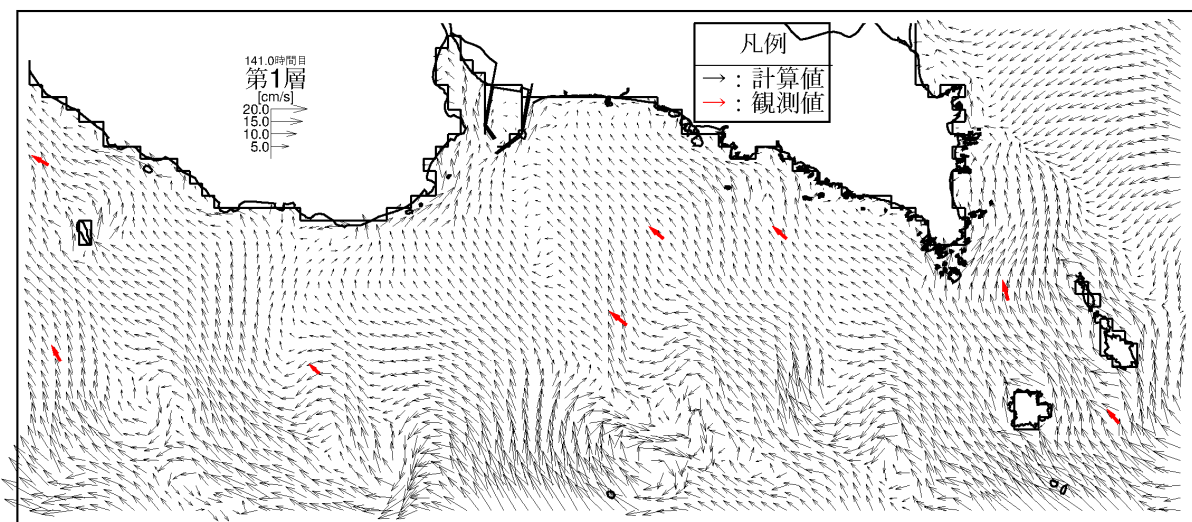 141.0時間目
第1層
[cm/s]
20.0
15.0
10.0
5.0
凡例
→ : 計算値
→ : 観測値